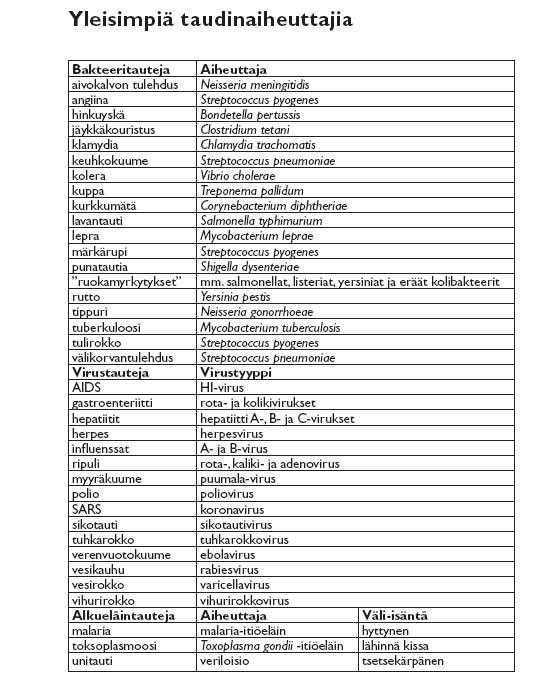 Yleisimpiä taudinaiheuttajia
Bakteeritauteja Aiheuttaja
aivokalvon tulehdus Neisseria meningitidis
angiina Streptococcus pyogenes
hinkuyskä Bondetella pertussis
jäykkäkouristus Clostridium tetani
klamydia Chlamydia trachomatis
keuhkokuume Streptococcus pneumoniae
kolera Vibrio cholerae
kuppa Treponema pallidum
kurkkumätä Corynebacterium diphtheriae
lavantauti Salmonella typhimurium
lepra Mycobacterium leprae
märkärupi Streptococcus pyogenes
punatautia Shigella dysenteriae
”ruokamyrkytykset” mm. salmonellat, listeriat, yersiniat ja eräät kolibakteerit
rutto Yersinia pestis
tippuri Neisseria gonorrhoeae
tuberkuloosi Mycobacterium tuberculosis
tulirokko Streptococcus pyogenes
välikorvantulehdus Streptococcus pneumoniae
Virustauteja Virustyyppi
AIDS HI-virus
gastroenteriitti rota- ja kolikivirukset
hepatiitit hepatiitti A-, B- ja C-virukset
herpes herpesvirus
influenssat A- ja B-virus
ripuli rota-, kaliki- ja adenovirus
myyräkuume puumala-virus
polio poliovirus
SARS koronavirus
sikotauti sikotautivirus
tuhkarokko tuhkarokkovirus
verenvuotokuume ebolavirus
vesikauhu rabiesvirus
vesirokko varicellavirus
vihurirokko vihurirokkovirus
Alkueläintauteja Aiheuttaja Väli-isäntä
malaria malaria-itiöeläin hyttynen
toksoplasmoosi Toxoplasma gondii -itiöeläin lähinnä kissa
unitauti veriloisio tsetsekärpänen